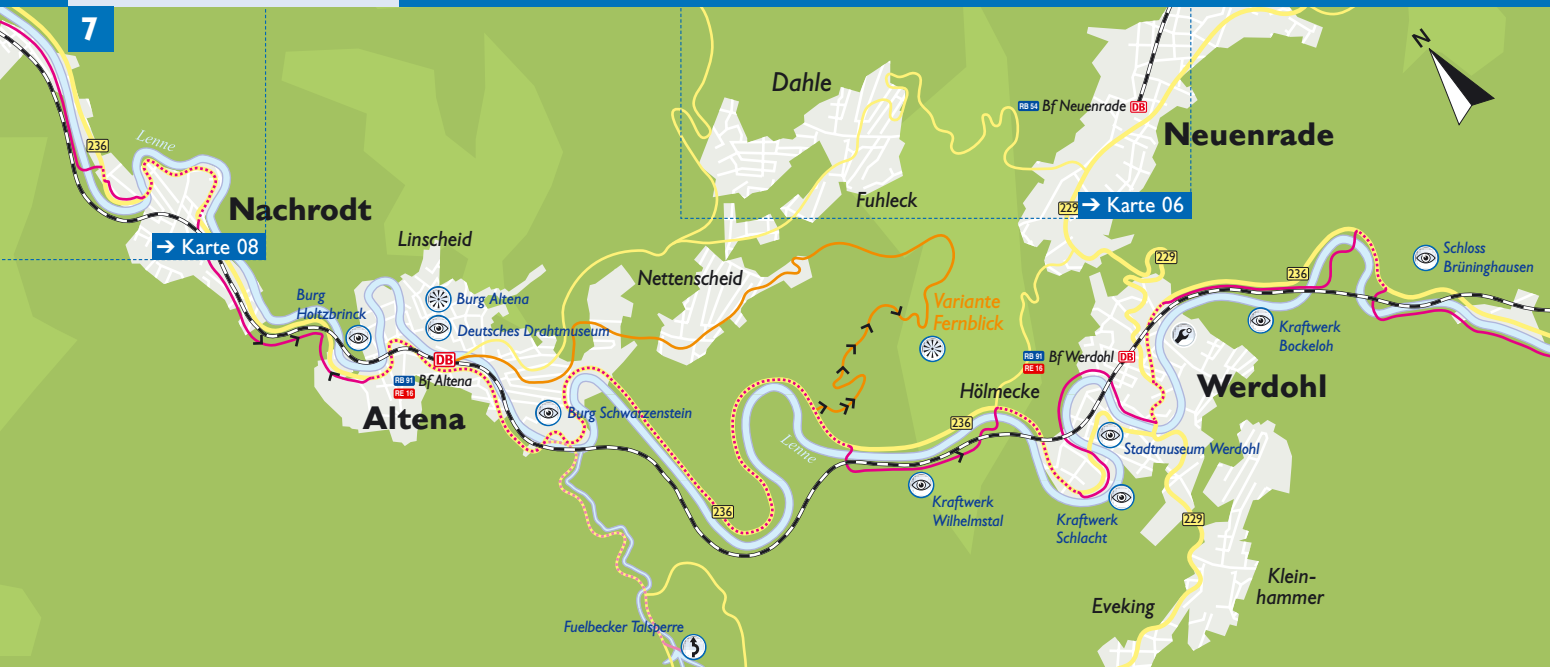 7
N
Dahle
RB 54 Bf Neuenrade DB
Neuenrade
236
Lenne
Fuhleck
229
➔ Karte 06
Nachrodt
➔ Karte 08
Linscheid
Nettenscheid
229
236
Schloss
Brüninghausen
Burg
Holtzbrinck
Burg Altena
Deutsches Drahtmuseum
Variante
Fernblick
Kraftwerk
Bockeloh
DB
RB 91
RE 16
Bf Altena
RB 91
RE 16
Bf Werdohl DB
Altena
Burg Schwarzenstein
Hölmecke
Werdohl
236
Lenne
Stadtmuseum Werdohl
236
Kraftwerk
Wilhelmstal
Kraftwerk
Schlacht
229
Klein-
hammer
Eveking
Fuelbecker Talsperre